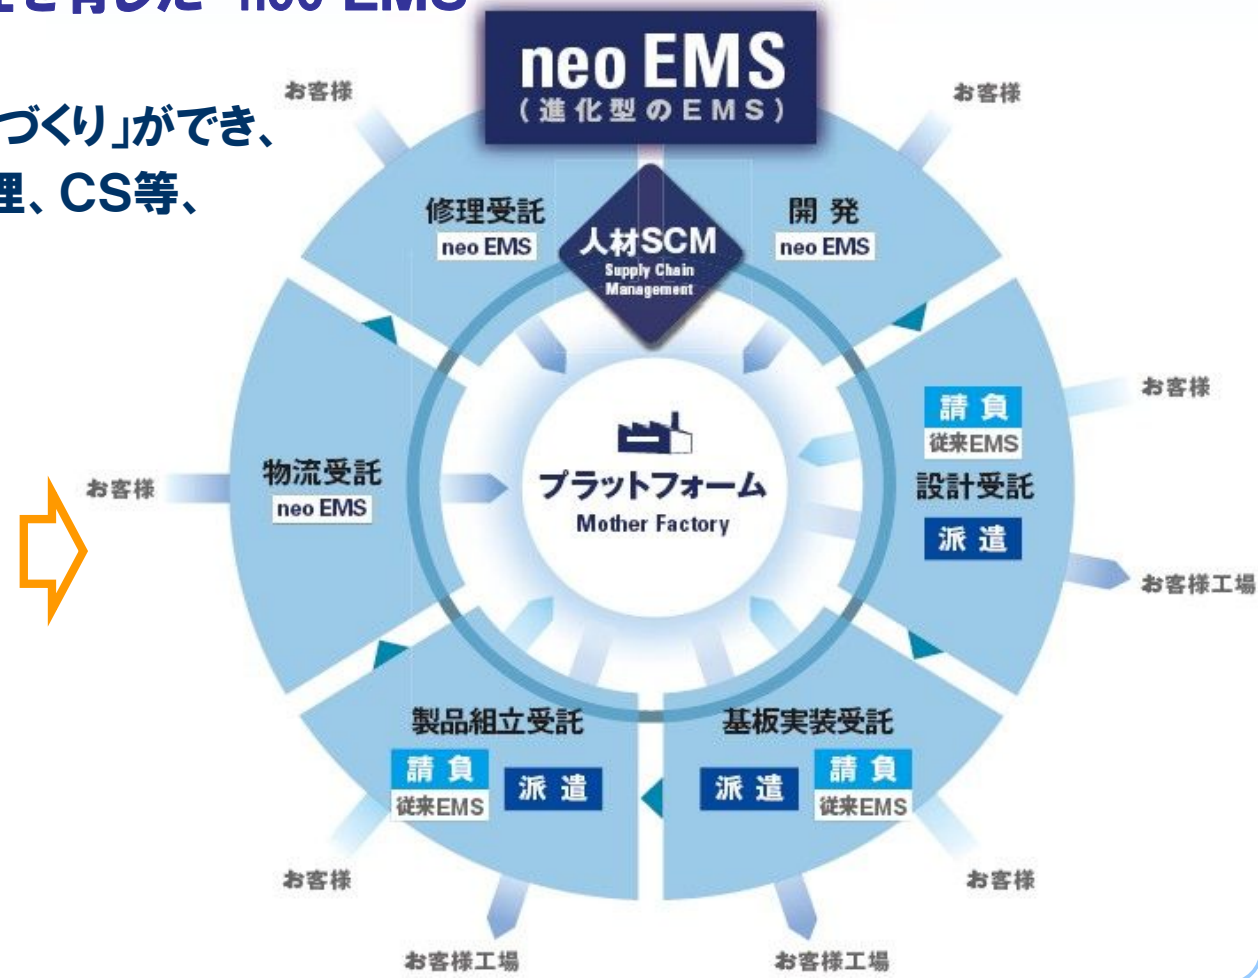 を有した neo EMS
づくり」ができ、
理、CS等、
neo EMS
(進化型のEMS)
お客様
お客様
修理受託
neo EMS
人材SCM
Supply Chain
Management
開発
neo EMS
お客様
請負
従来EMS
設計受託
派遣
お客様工場
お客様
物流受託
neo EMS
プラットフォーム
Mother Factory
製品組立受託
請負
従来EMS
派遣
基板実装受託
派遣
請負
従来EMS
お客様
お客様
お客様工場
お客様工場